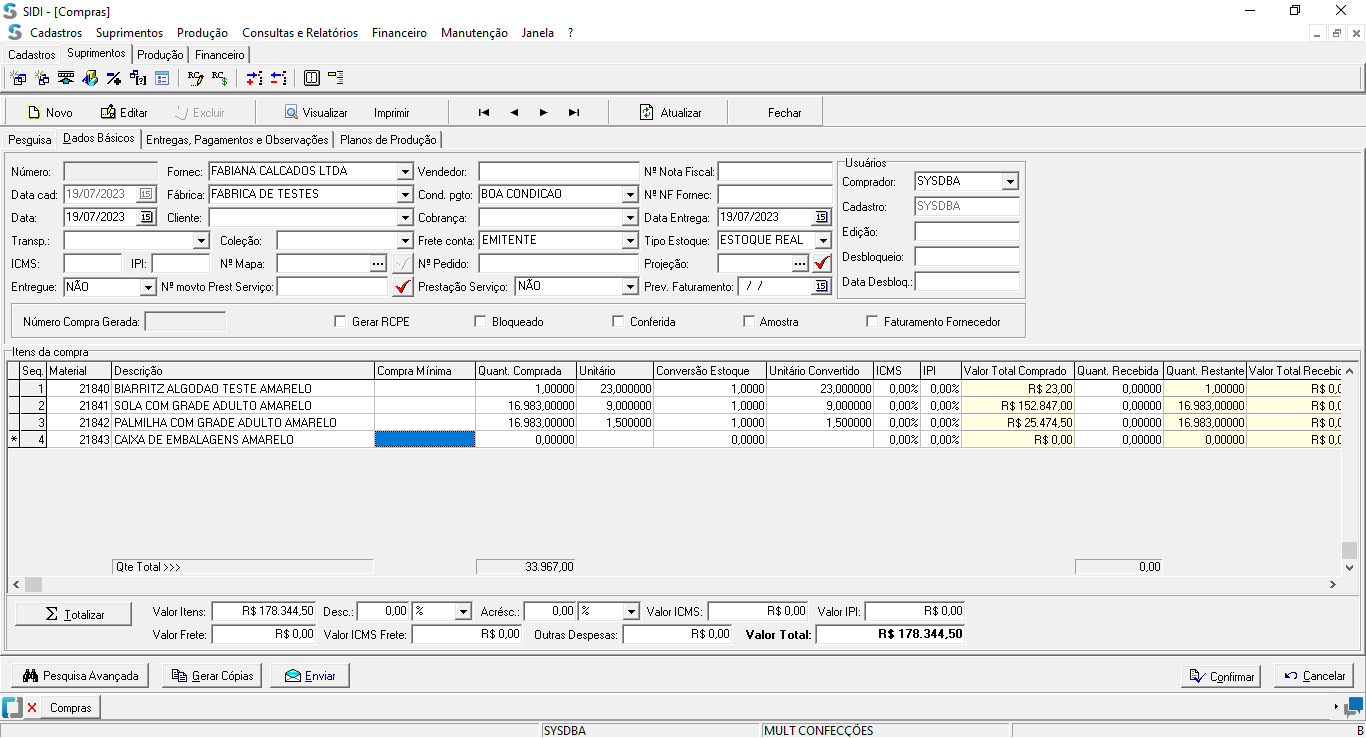 SIDI - [Compras]
Cadastros Suprimentos Produção Consultas e Relatórios Financeiro Manutenção Janela ?
Cadastros Suprimentos Produção Financeiro
Novo Editar Excluir Visualizar Imprimir Atualizar Fechar
Pesquisa Dados Básicos Entregas, Pagamentos e Observações Planos de Produção
Número: Fornec: FABIANA CALCADOS LTDA Vendedor: Nº Nota Fiscal: Usuários
Data cad: 19/07/2023 15 Fábrica: FABRICA DE TESTES Cond. pgto: BOA CONDICAO Nº NF Fornec: Comprador: SYSDBA
Data: 19/07/2023 15 Cliente: Cobrança: Data Entrega: 19/07/2023 15 Cadastro: SYSDBA
Transp.: Coleção: Frete conta: EMITENTE Tipo Estoque: ESTOQUE REAL Edição:
ICMS: IPI: Nº Mapa: ... Nº Pedido: Projeção: ... Desbloqueio:
Entregue: NÃO Nº movto Prest Serviço: Prestação Serviço: NÃO Prev. Faturamento: / / 15 Data Desbloq.:
Número Compra Gerada: Gerar RCPE Bloqueado Conferida Amostra Faturamento Fornecedor
Itens da compra
Seq. Material Descrição Compra Mínima Quant. Comprada Unitário Conversão Estoque Unitário Convertido ICMS IPI Valor Total Comprado Quant. Recebida Quant. Restante Valor Total Recebic
1 21840 BIARRITZ ALGODAO TESTE AMARELO 1,00000 23,000000 1,0000 23,000000 0,00% 0,00% R$ 23,00 0,00000 1,00000 R$ 0,0
2 21841 SOLA COM GRADE ADULTO AMARELO 16.983,00000 9,000000 1,0000 9,000000 0,00% 0,00% R$ 152.847,00 0,00000 16.983,00000 R$ 0,0
3 21842 PALMILHA COM GRADE ADULTO AMARELO 16.983,00000 1,500000 1,0000 1,500000 0,00% 0,00% R$ 25.474,50 0,00000 16.983,00000 R$ 0,0
* 4 21843 CAIXA DE EMBALAGENS AMARELO 0,00000 0,0000 0,00% 0,00% R$ 0,00 0,00000 0,00000 R$ 0,0
Qte Total >>> 33.967,00 0,00
Σ Totalizar Valor Itens: R$ 178.344,50 Desc.: 0,00 % Acrésc.: 0,00 % Valor ICMS: R$ 0,00 Valor IPI: R$ 0,00
Valor Frete: R$ 0,00 Valor ICMS Frete: R$ 0,00 Outras Despesas: R$ 0,00 Valor Total: R$ 178.344,50
Pesquisa Avançada Gerar Cópias Enviar Confirmar Cancelar
Compras
SYSDBA MULT CONFECÇÕES B